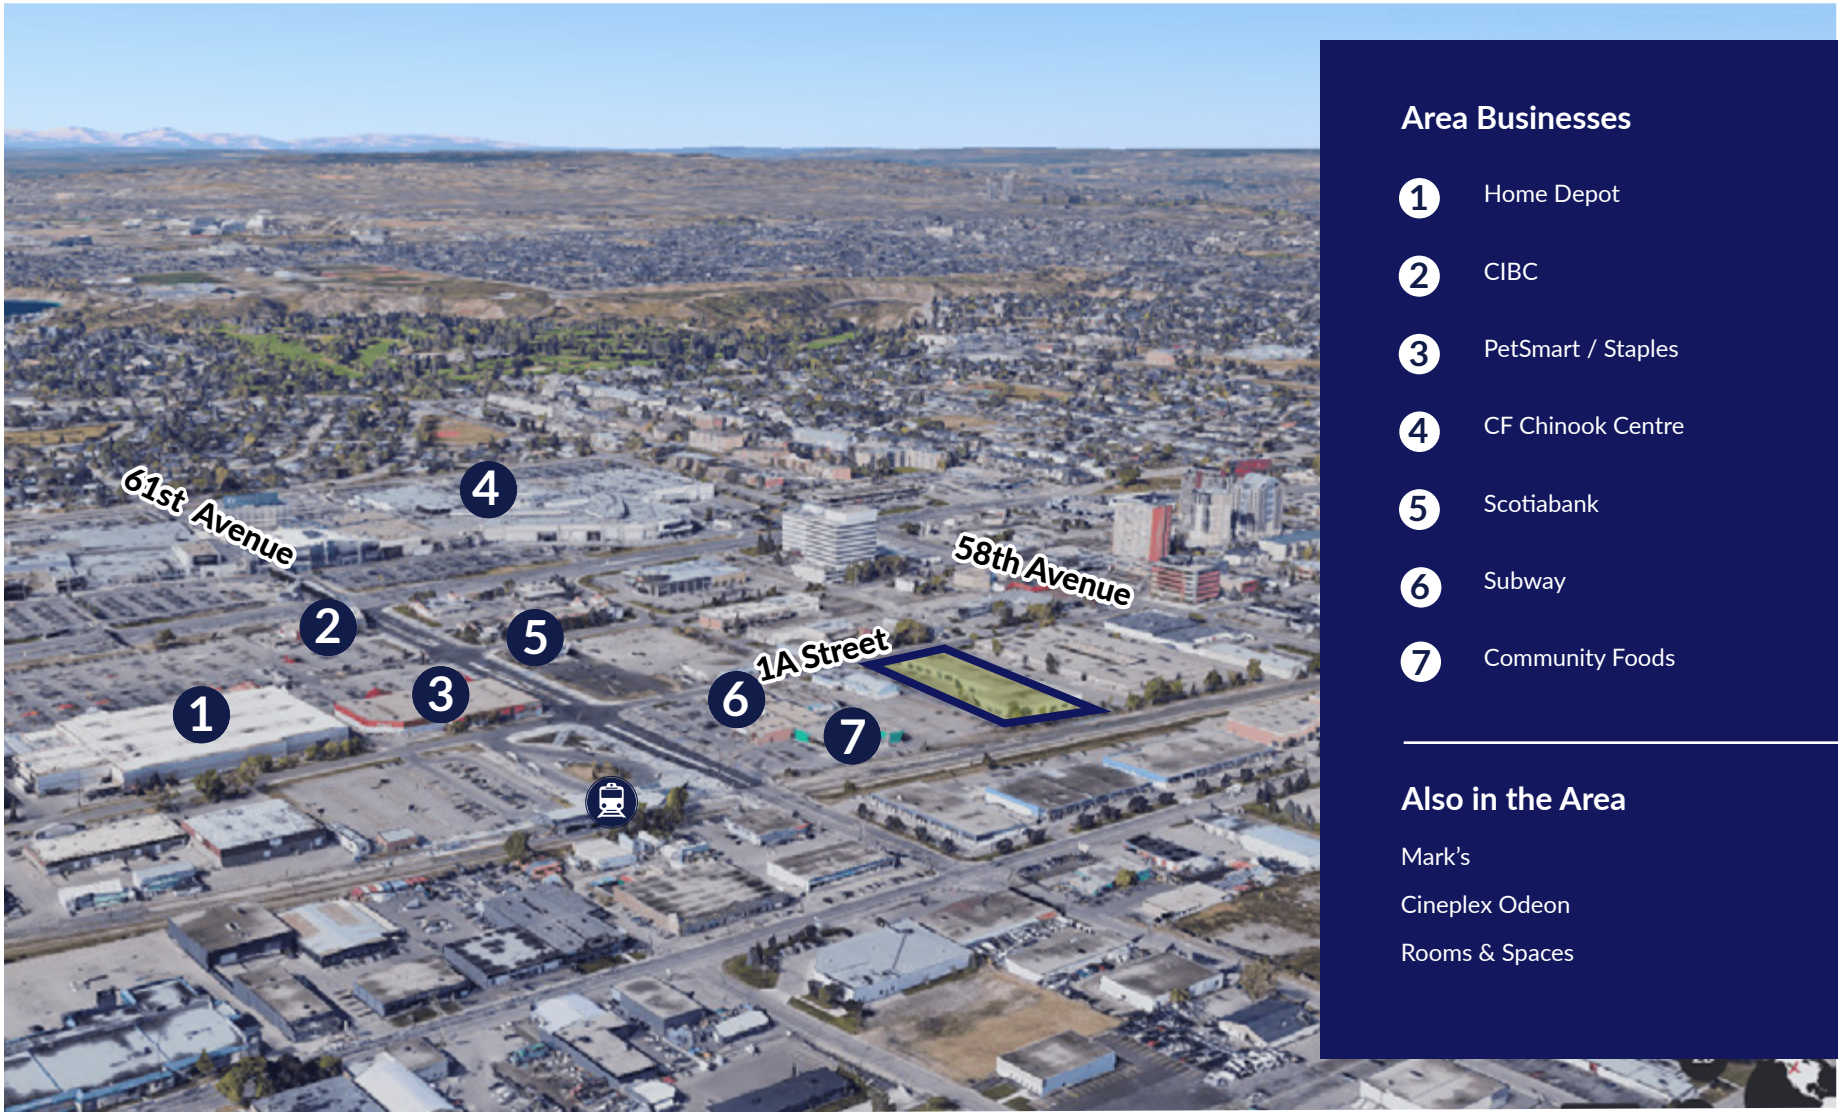 Area Businesses
1 Home Depot
2 CIBC
3 PetSmart / Staples
4 CF Chinook Centre
5 Scotiabank
6 Subway
7 Community Foods
Also in the Area
Mark's
Cineplex Odeon
Rooms & Spaces
61st Avenue
4
58th Avenue
2
5
1A Street
3
6
1
7